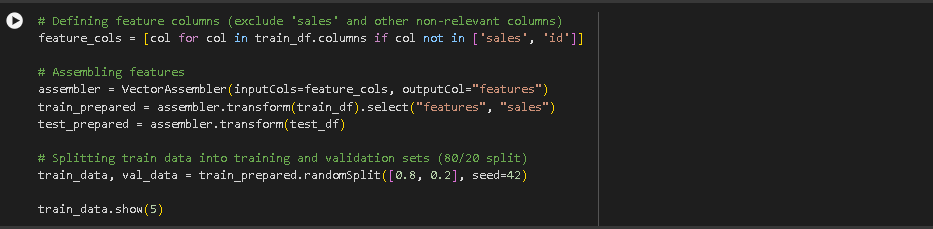 # Defining feature columns (exclude 'sales' and other non-relevant columns)
feature_cols = [col for col in train_df.columns if col not in ['sales', 'id']]
# Assembling features
assembler = VectorAssembler(inputCols=feature_cols, outputCol="features")
train_prepared = assembler.transform(train_df).select("features", "sales")
test_prepared = assembler.transform(test_df)
# Splitting train data into training and validation sets (80/20 split)
train_data, val_data = train_prepared.randomSplit([0.8, 0.2], seed=42)
train_data.show(5)